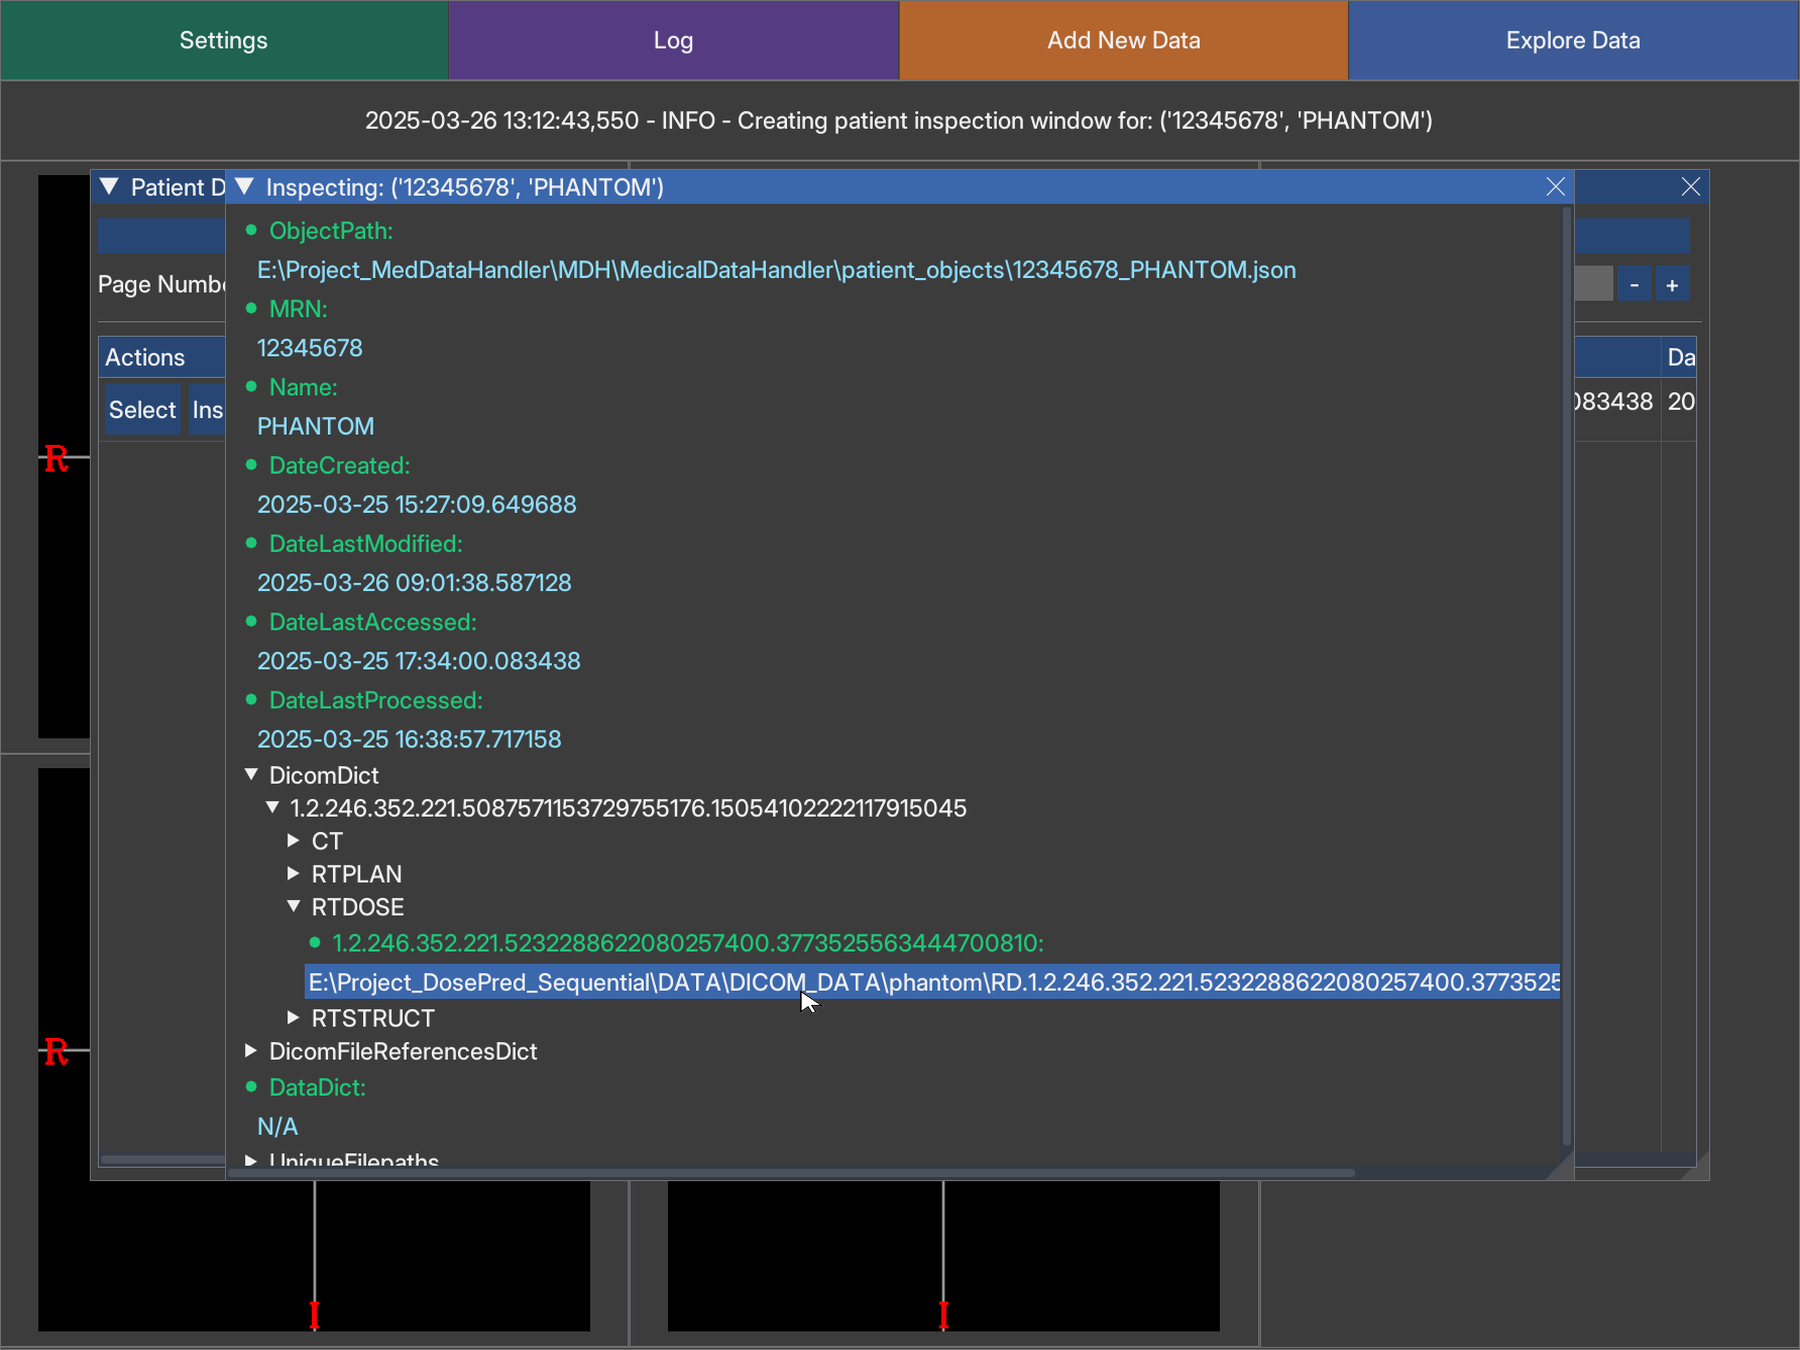 Settings
Log
Add New Data
Explore Data
2025-03-26 13:12:43,550 - INFO - Creating patient inspection window for: ('12345678', 'PHANTOM')
Patient D
Inspecting: ('12345678', 'PHANTOM')
ObjectPath:
E:\Project_MedDataHandler\MDH\MedicalDataHandler\patient_objects\12345678_PHANTOM.json
Page Numb
- +
MRN:
12345678
Actions
Da
Name:
Select
Ins
083438
20
PHANTOM
R
DateCreated:
2025-03-25 15:27:09.649688
DateLastModified:
2025-03-26 09:01:38.587128
DateLastAccessed:
2025-03-25 17:34:00.083438
DateLastProcessed:
2025-03-25 16:38:57.717158
DicomDict
1.2.246.352.221.5087571153729755176.15054102222117915045
CT
RTPLAN
RTDOSE
1.2.246.352.221.5232288622080257400.3773525563444700810:
E:\Project_DosePred_Sequential\DATA\DICOM_DATA\phantom\RD.1.2.246.352.221.5232288622080257400.3773525
RTSTRUCT
R
DicomFileReferencesDict
DataDict:
N/A
UniqueFilepaths
I
I